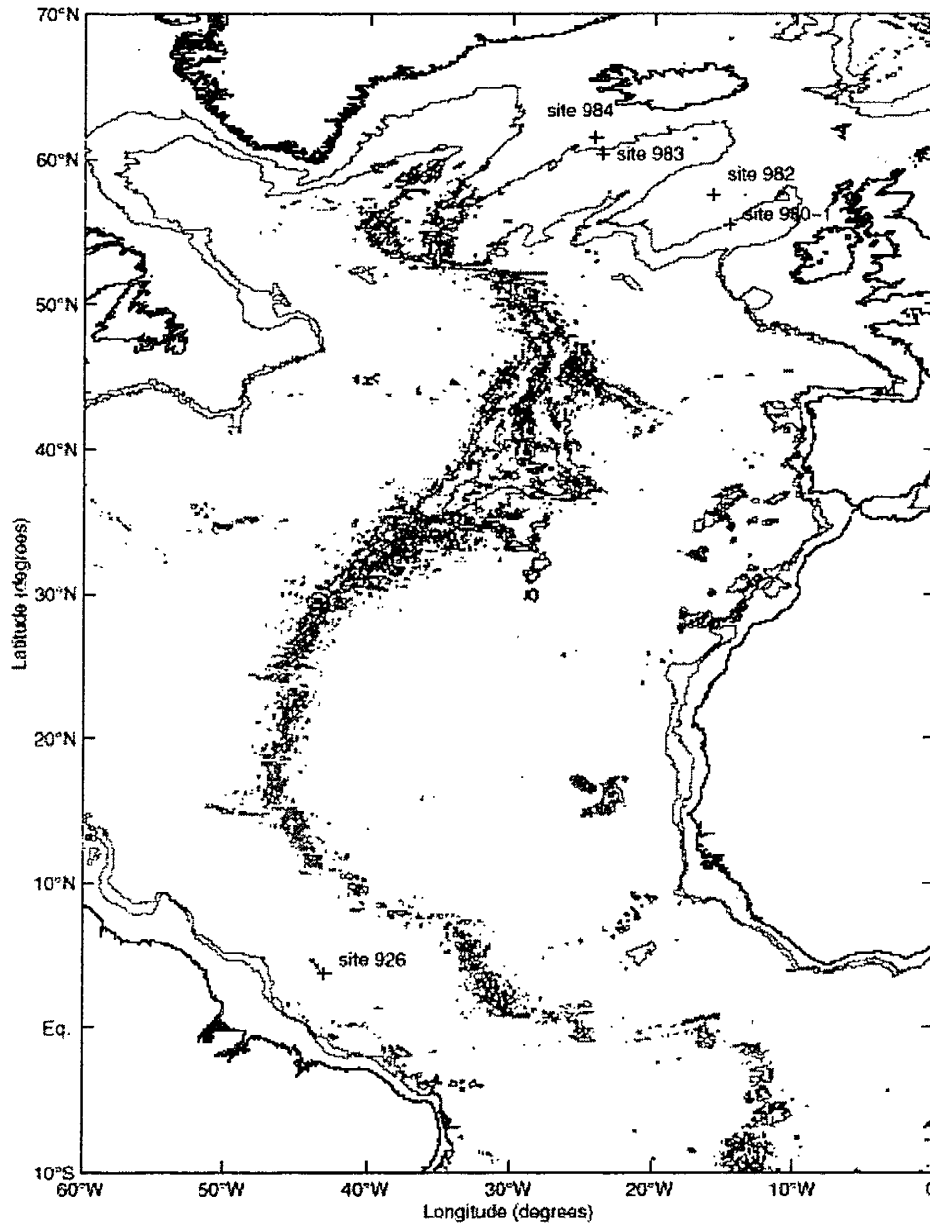 70°N
site 984
site 983
60°N
site 982
site 980-1
50°N
40°N
Latitude (degrees)
30°N
20°N
10°N
site 926
Eq.
10°S
60°W 50°W 40°W 30°W 20°W 10°W 0
Longitude (degrees)